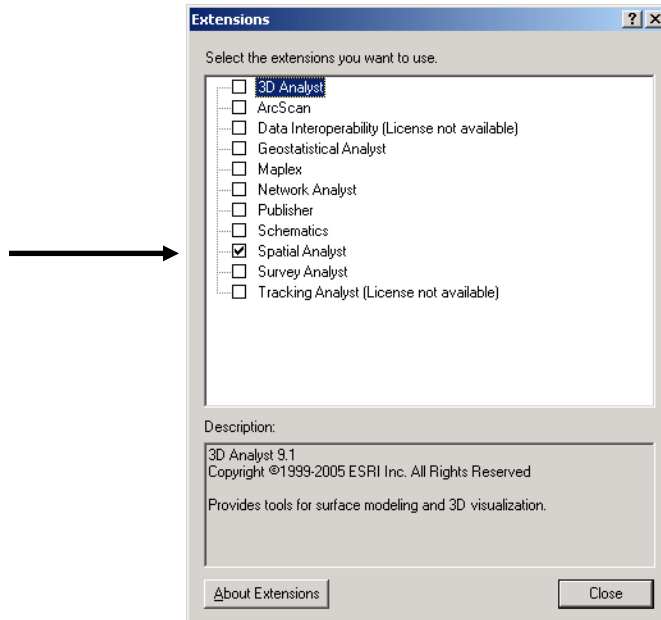 Extensions
Select the extensions you want to use.
3D Analyst
ArcScan
Data Interoperability (License not available)
Geostatistical Analyst
Maplex
Network Analyst
Publisher
Schematics
Spatial Analyst
Survey Analyst
Tracking Analyst (License not available)
Description:
3D Analyst 9.1
Copyright ©1999-2005 ESRI Inc. All Rights Reserved
Provides tools for surface modeling and 3D visualization.
About Extensions
Close